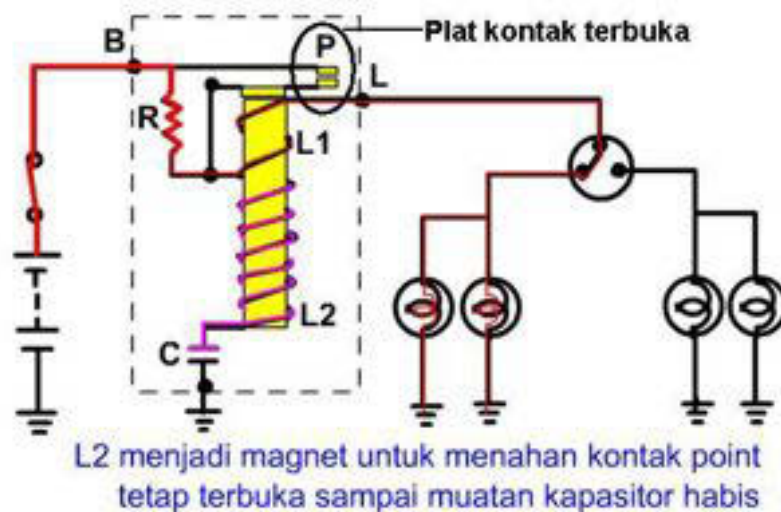 B
P
Plat kontak terbuka
L
R
L1
L2
C
L2 menjadi magnet untuk menahan kontak point
tetap terbuka sampai muatan kapasitor habis